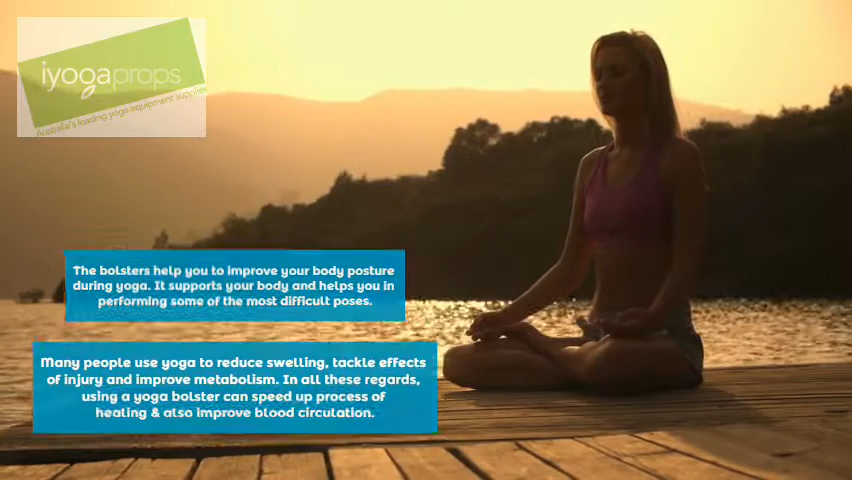 iyogaprops
Australia's leading yoga equipment supplier
The bolsters help you to improve your body posture
during yoga. It supports your body and helps you in
performing some of the most difficult poses.
Many people use yoga to reduce swelling, tackle effects
of injury and improve metabolism. In all these regards,
using a yoga bolster can speed up process of
healing & also improve blood circulation.